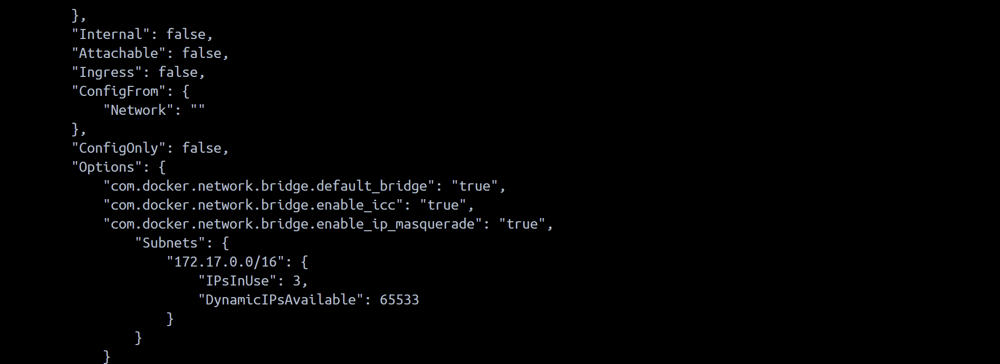 },
"Internal": false,
"Attachable": false,
"Ingress": false,
"ConfigFrom": {
"Network": ""
},
"ConfigOnly": false,
"Options": {
"com.docker.network.bridge.default_bridge": "true",
"com.docker.network.bridge.enable_icc": "true",
"com.docker.network.bridge.enable_ip_masquerade": "true",
"Subnets": {
"172.17.0.0/16": {
"IPsInUse": 3,
"DynamicIPsAvailable": 65533
}
}
}